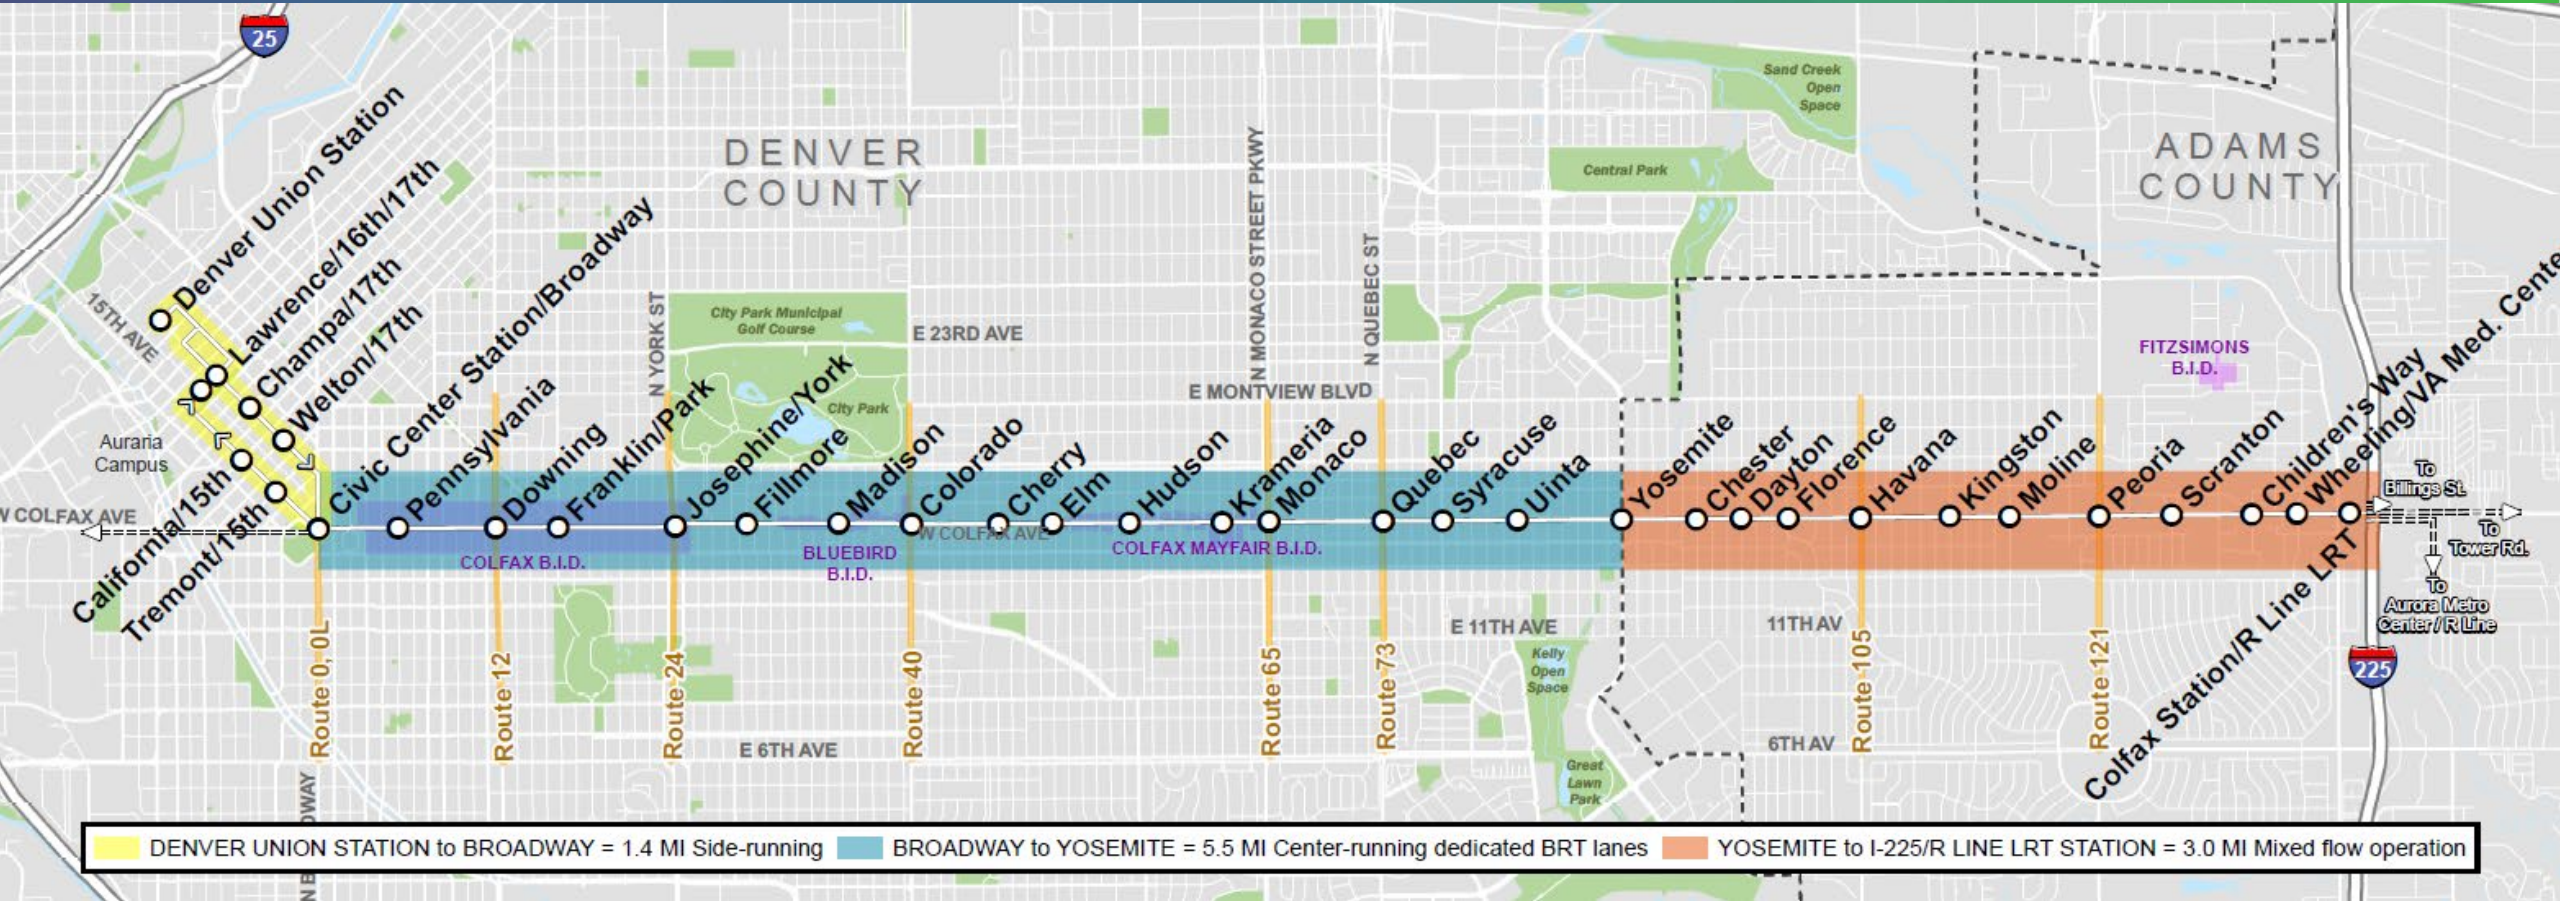 25
Denver Union Station
Lawrence/16th/17th
Champa/17th
Welton/17th
Civic Center Station/Broadway
15TH AVE
Auraria
Campus
California/15th
Tremont/15th
W COLFAX AVE
DENVER
COUNTY
ADAMS
COUNTY
Sand Creek
Open
Space
Central Park
N YORK ST
City Park Municipal
Golf Course
E 23RD AVE
City Park
N MONACO STREET PKWY
N QUEBEC ST
E MONTVIEW BLVD
FITZSIMONS
B.I.D.
Pennsylvania
Downing
Franklin/Park
Josephine/York
Fillmore
Madison
Colorado
Cherry
Elm
Hudson
Krameria
Monaco
Quebec
Syracuse
Uinta
Yosemite
Chester
Dayton
Florence
Havana
Kingston
Moline
Peoria
Scranton
Children's Way
Wheeling/VA Med. Cente
Colfax Station/R Line LRT
To
Billings St.
To
Tower Rd.
To
Aurora Metro
Center / R Line
COLFAX B.I.D.
BLUEBIRD
B.I.D.
W COLFAX AVE
COLFAX MAYFAIR B.I.D.
E 11TH AVE
11TH AV
Kelly
Open
Space
225
Route 0, 0L
Route 12
Route 24
Route 40
Route 65
Route 73
Route 105
Route 121
E 6TH AVE
6TH AV
Great
Lawn
Park
DENVER UNION STATION to BROADWAY = 1.4 MI Side-running
BROADWAY to YOSEMITE = 5.5 MI Center-running dedicated BRT lanes
YOSEMITE to I-225/R LINE LRT STATION = 3.0 MI Mixed flow operation